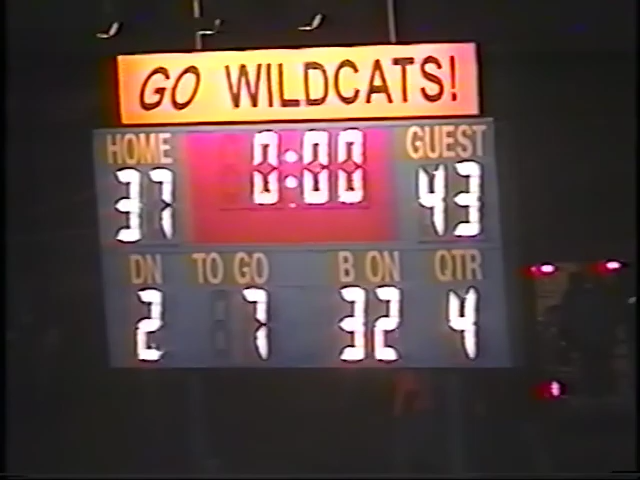 GO WILDCATS!
HOME 0:00 GUEST
37 43
DN TO GO B ON QTR
2 7 32 4